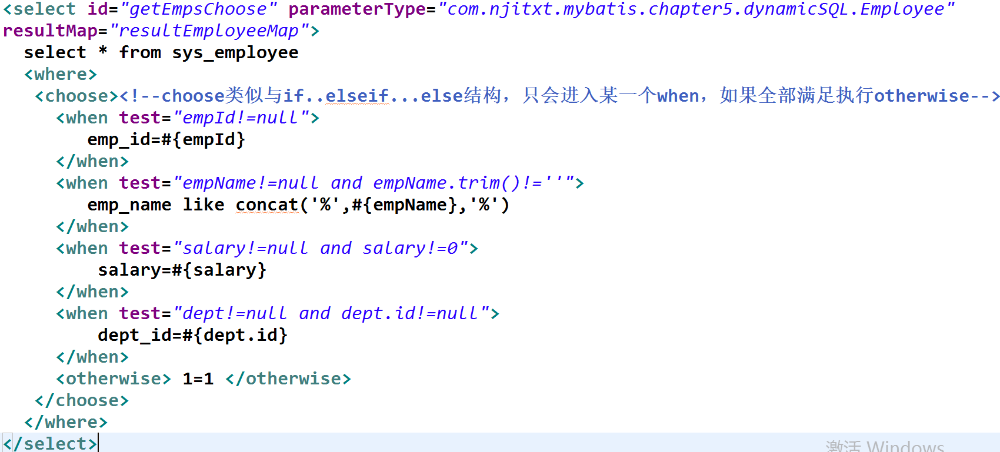 <select id="getEmpsChoose" parameterType="com.njitxt.mybatis.chapter5.dynamicSQL.Employee"
resultMap="resultEmployeeMap">
select * from sys_employee
<where>
<choose><!--choose类似与if..elseif...else结构，只会进入某一个when，如果全部满足执行otherwise-->
<when test="empId!=null">
emp_id=#{empId}
</when>
<when test="empName!=null and empName.trim()!=''">
emp_name like concat('%',#{empName},'%')
</when>
<when test="salary!=null and salary!=0">
salary=#{salary}
</when>
<when test="dept!=null and dept.id!=null">
dept_id=#{dept.id}
</when>
<otherwise> 1=1 </otherwise>
</choose>
</where>
</select>
激活 Windows